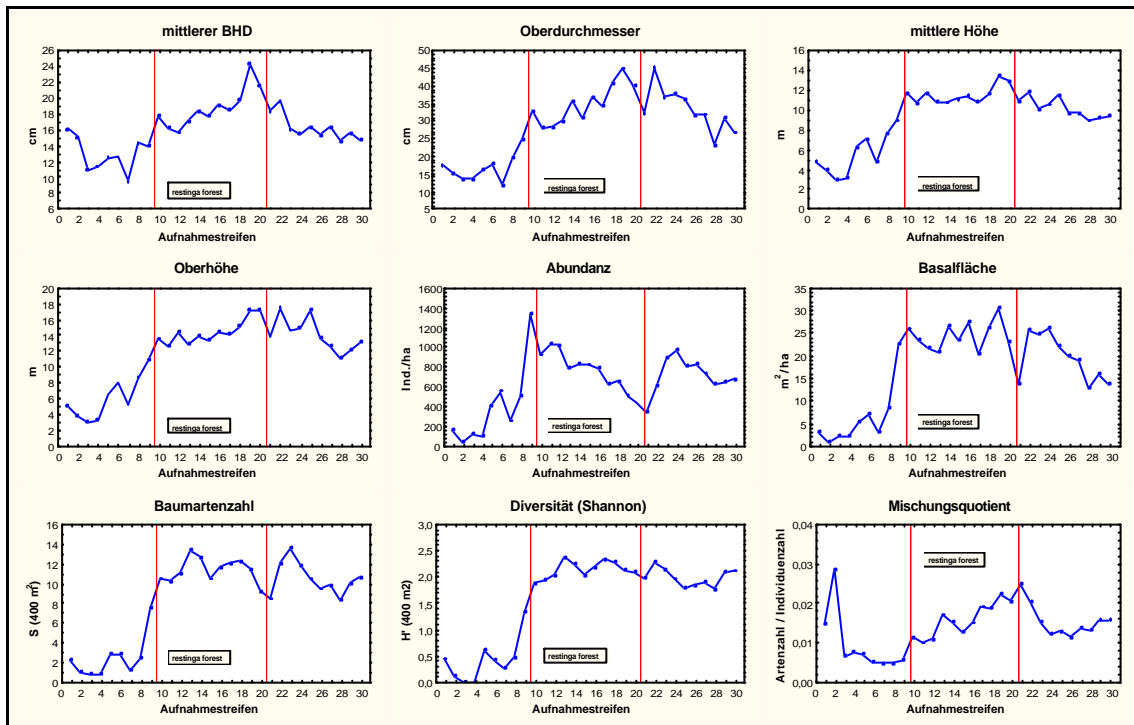 mittlerer BHD
26
24
22
20
18
16
14
12
10
8
6
cm
0 2 4 6 8 10 12 14 16 18 20 22 24 26 28 30
Aufnahmestreifen
restinga forest
Oberdurchmesser
50
45
40
35
30
25
20
15
10
5
cm
0 2 4 6 8 10 12 14 16 18 20 22 24 26 28 30
Aufnahmestreifen
restinga forest
mittlere Höhe
16
14
12
10
8
6
4
2
0
m
0 2 4 6 8 10 12 14 16 18 20 22 24 26 28 30
Aufnahmestreifen
restinga forest
Oberhöhe
20
18
16
14
12
10
8
6
4
2
0
m
0 2 4 6 8 10 12 14 16 18 20 22 24 26 28 30
Aufnahmestreifen
restinga forest
Abundanz
1600
1400
1200
1000
800
600
400
200
0
Ind./ha
0 2 4 6 8 10 12 14 16 18 20 22 24 26 28 30
Aufnahmestreifen
restinga forest
Basalfläche
35
30
25
20
15
10
5
0
m²/ha
0 2 4 6 8 10 12 14 16 18 20 22 24 26 28 30
Aufnahmestreifen
restinga forest
Baumartenzahl
16
14
12
10
8
6
4
2
0
S (400 m²)
0 2 4 6 8 10 12 14 16 18 20 22 24 26 28 30
Aufnahmestreifen
restinga forest
Diversität (Shannon)
3,0
2,5
2,0
1,5
1,0
0,5
0,0
H' (400 m2)
0 2 4 6 8 10 12 14 16 18 20 22 24 26 28 30
Aufnahmestreifen
restinga forest
Mischungsquotient
0,04
0,03
0,02
0,01
0,00
Artenzahl / Individuenzahl
0 2 4 6 8 10 12 14 16 18 20 22 24 26 28 30
Aufnahmestreifen
restinga forest